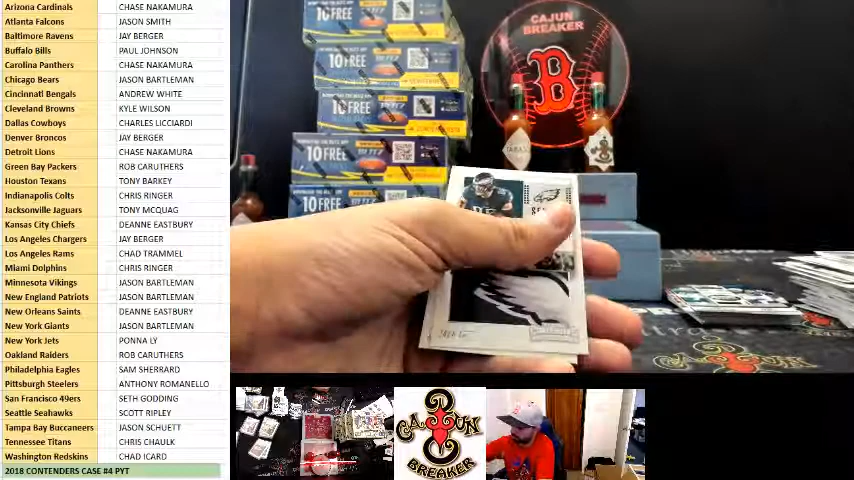 Arizona Cardinals CHASE NAKAMURA
Atlanta Falcons JASON SMITH
Baltimore Ravens JAY BERGER
Buffalo Bills PAUL JOHNSON
Carolina Panthers CHASE NAKAMURA
Chicago Bears JASON BARTLEMAN
Cincinnati Bengals ANDREW WHITE
Cleveland Browns KYLE WILSON
Dallas Cowboys CHARLES LICCIARDI
Denver Broncos JAY BERGER
Detroit Lions CHASE NAKAMURA
Green Bay Packers ROB CARUTHERS
Houston Texans TONY BARKEY
Indianapolis Colts CHRIS RINGER
Jacksonville Jaguars TONY MCQUAG
Kansas City Chiefs DEANNE EASTBURY
Los Angeles Chargers JAY BERGER
Los Angeles Rams CHAD TRAMMEL
Miami Dolphins CHRIS RINGER
Minnesota Vikings JASON BARTLEMAN
New England Patriots JASON BARTLEMAN
New Orleans Saints DEANNE EASTBURY
New York Giants JASON BARTLEMAN
New York Jets PONNA LY
Oakland Raiders ROB CARUTHERS
Philadelphia Eagles SAM SHERRARD
Pittsburgh Steelers ANTHONY ROMANELLO
San Francisco 49ers SETH GODDING
Seattle Seahawks SCOTT RIPLEY
Tampa Bay Buccaneers JASON SCHUETT
Tennessee Titans CHRIS CHAULK
Washington Redskins CHAD ICARD
2018 CONTENDERS CASE #4 PYT
CAJUN
BREAKER
B
10 FREE
10 FREE
10 FREE
10 FREE
10 FREE
CAJUN
BREAKER